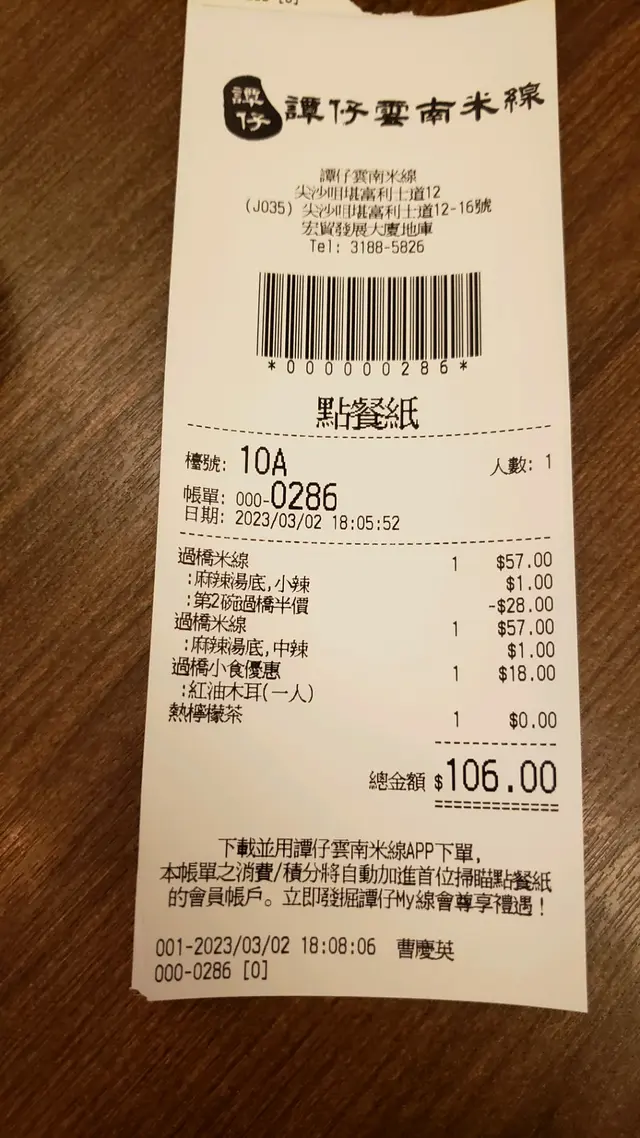 譚仔 譚仔雲南米線
譚仔雲南米線
尖沙咀堪富利士道12
(J035) 尖沙咀堪富利士道12-16號
宏貿發展大廈地庫
Tel: 3188-5826
*000000286*
點餐紙
檯號: 10A 人數: 1
帳單: 000-0286
日期: 2023/03/02 18:05:52
過橋米線 1 $57.00
:麻辣湯底,小辣 $1.00
:第2碗過橋半價 -$28.00
過橋米線 1 $57.00
:麻辣湯底,中辣 $1.00
過橋小食優惠 1 $18.00
:紅油木耳(一人)
熱檸檬茶 1 $0.00
總金額 $106.00
下載並用譚仔雲南米線APP下單,
本帳單之消費/積分將自動加進首位掃瞄點餐紙
的會員帳戶。立即發掘譚仔My線會尊享禮遇!
001-2023/03/02 18:08:06 曹慶英
000-0286 [0]